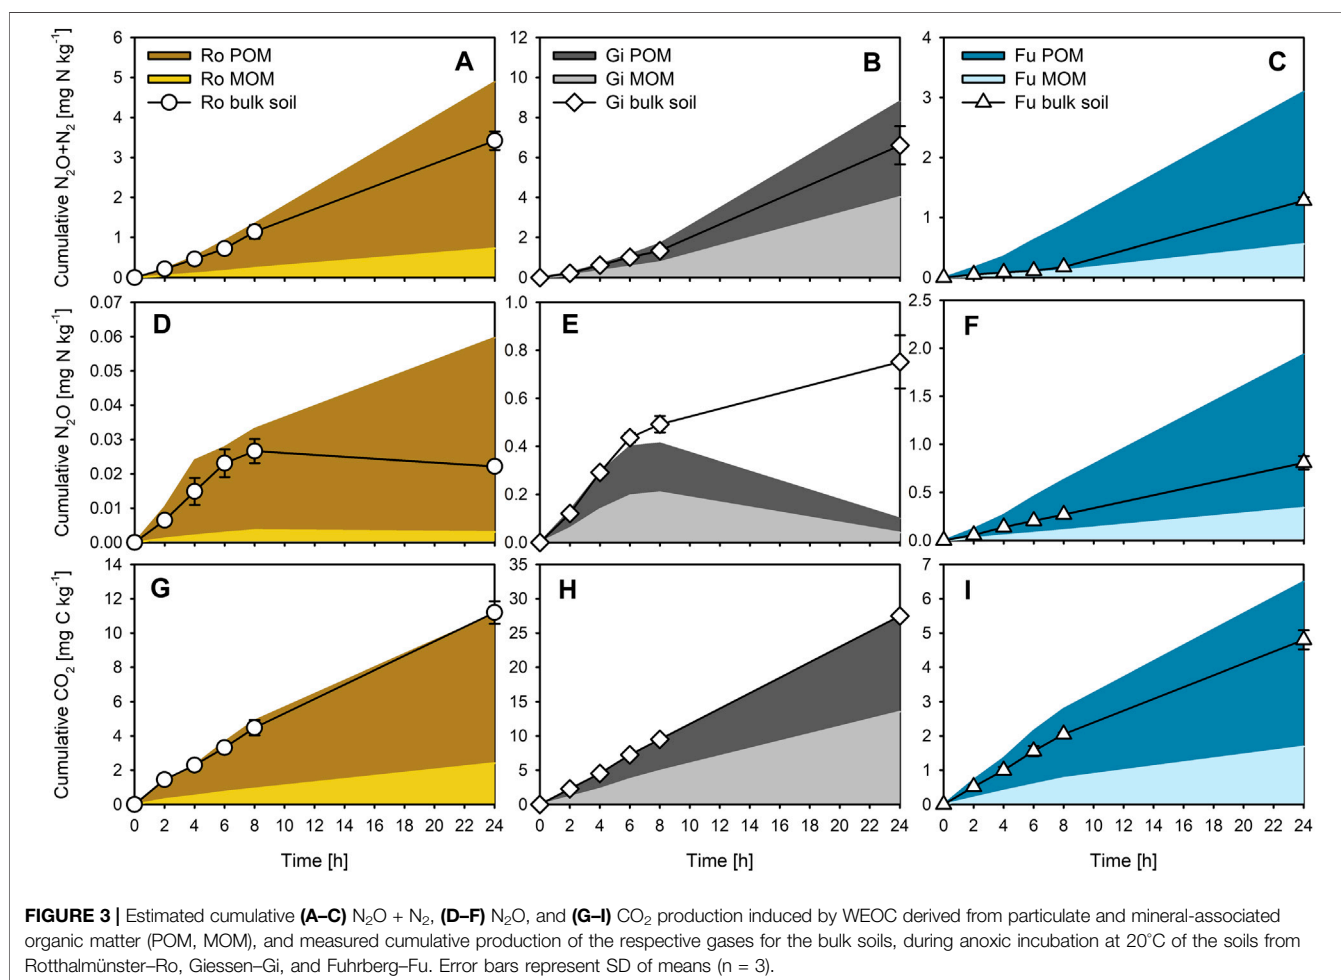 Cumulative N₂O+N₂ [mg N kg⁻¹]
6
5
4
3
2
1
0
Ro POM
Ro MOM
Ro bulk soil
A
12
10
8
6
4
2
0
Gi POM
Gi MOM
Gi bulk soil
B
4
3
2
1
0
Fu POM
Fu MOM
Fu bulk soil
C
Cumulative N₂O [mg N kg⁻¹]
0.07
0.06
0.05
0.04
0.03
0.02
0.01
0.00
D
1.0
0.8
0.6
0.4
0.2
0.0
E
2.5
2.0
1.5
1.0
0.5
0.0
F
Cumulative CO₂ [mg C kg⁻¹]
14
12
10
8
6
4
2
0
G
35
30
25
20
15
10
5
0
H
7
6
5
4
3
2
1
0
I
0 2 4 6 8 10 12 14 16 18 20 22 24
0 2 4 6 8 10 12 14 16 18 20 22 24
0 2 4 6 8 10 12 14 16 18 20 22 24
Time [h]
Time [h]
Time [h]
FIGURE 3 | Estimated cumulative (A–C) N₂O + N₂, (D–F) N₂O, and (G–I) CO₂ production induced by WEOC derived from particulate and mineral-associated
organic matter (POM, MOM), and measured cumulative production of the respective gases for the bulk soils, during anoxic incubation at 20°C of the soils from
Rotthalmünster–Ro, Giessen–Gi, and Fuhrberg–Fu. Error bars represent SD of means (n = 3).